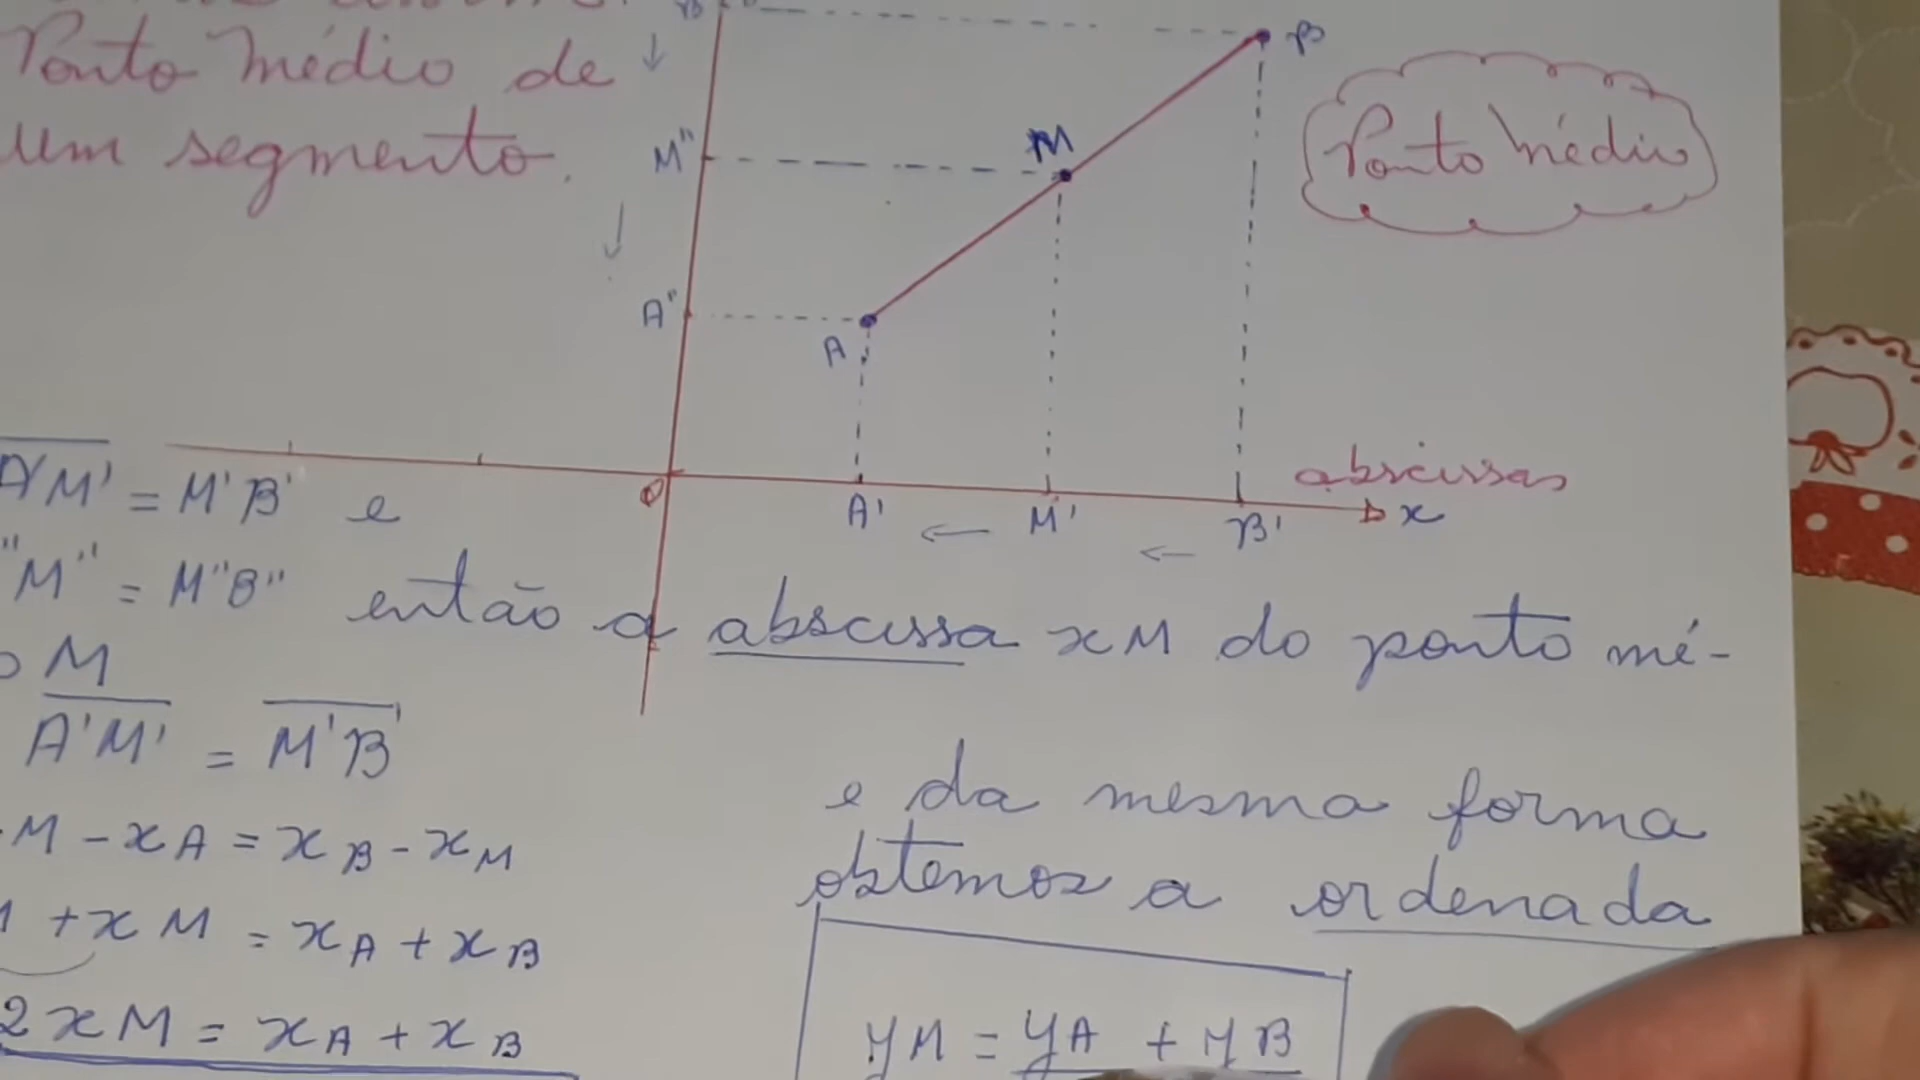 Ponto médio de
um segmento.
B
M"
A"
M
A
B
Ponto médio
abscissas
O
A' M' B' x
A'M' = M'B' e
"M" = M"B" então a abscissa xM do ponto mé-
M
A'M' = M'B'
M - xA = xB - xM
+ xM = xA + xB
2xM = xA + xB
e da mesma forma
obtemos a ordenada
yM = yA + yB